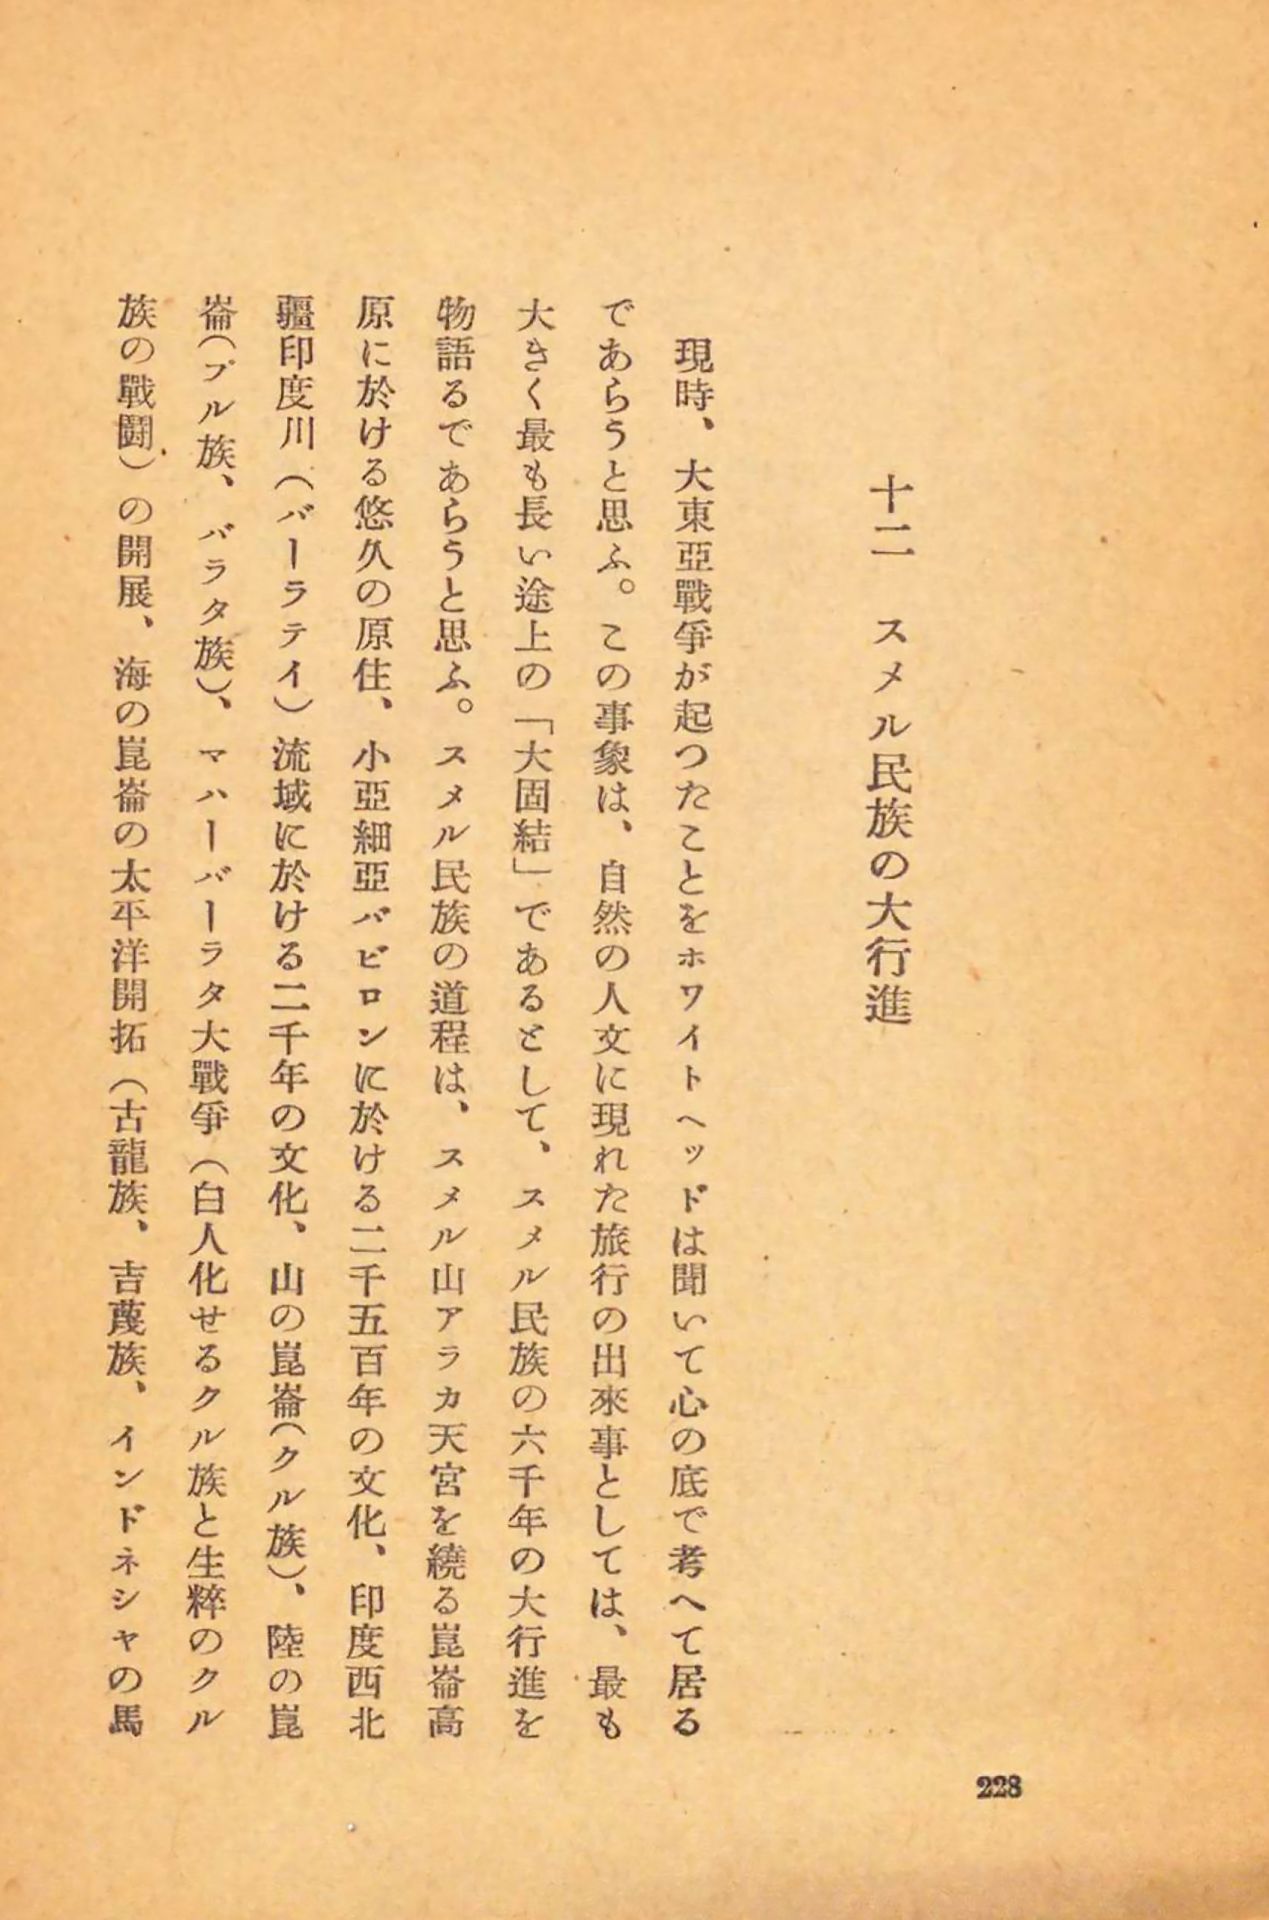 十二　スメル民族の大行進
現時、大東亞戰爭が起つたことをホワイトヘッドは聞いて心の底で考へて居る
であらうと思ふ。この事象は、自然の人文に現れた旅行の出來事としては、最も
大きく最も長い途上の「大固結」であるとして、スメル民族の六千年の大行進を
物語るであらうと思ふ。スメル民族の道程は、スメル山アラカ天宮を繞る崑崙高
原に於ける悠久の原住、小亞細亞バビロンに於ける二千五百年の文化、印度西北
疆印度川（バーラテイ）流域に於ける二千年の文化、山の崑崙（クル族）、陸の崑
崙（プル族、バラタ族）、マハーバーラタ大戰爭（白人化せるクル族と生粹のクル
族の戰鬪）の開展、海の崑崙の太平洋開拓（古龍族、吉蔑族、インドネシヤの馬
228